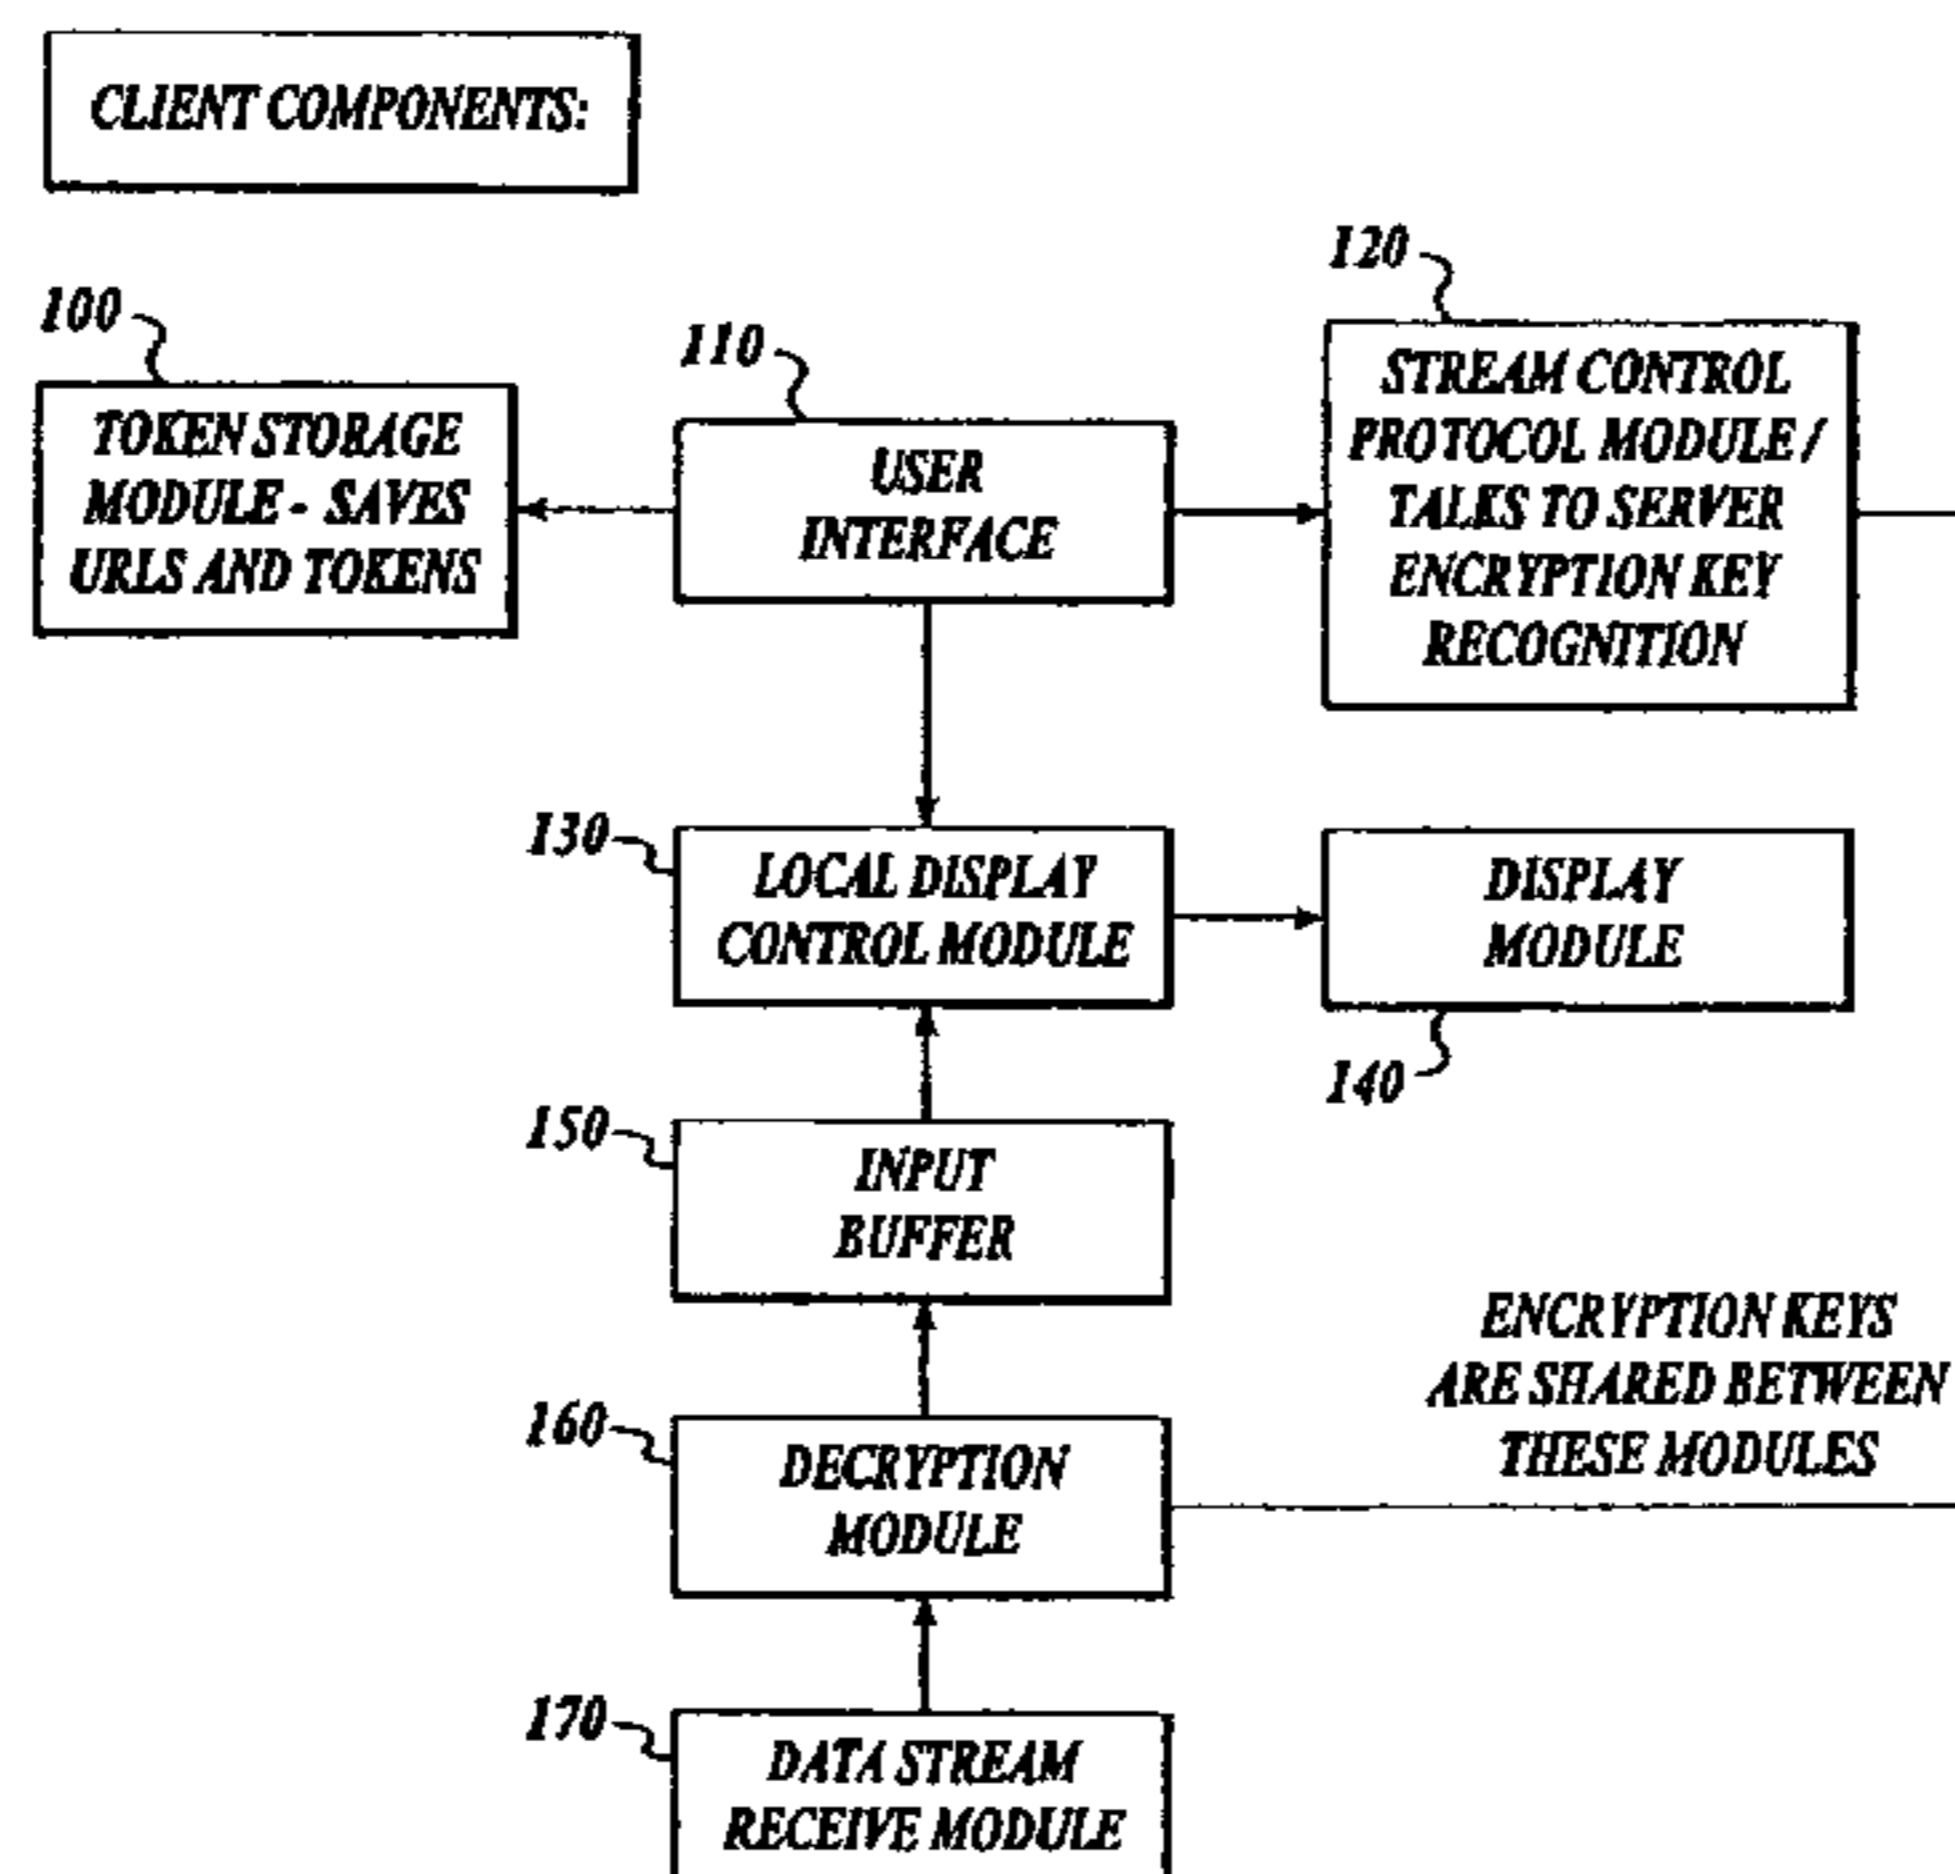 CLIENT COMPONENTS:
120
100
110
STREAM CONTROL
PROTOCOL MODULE /
TALKS TO SERVER
ENCRYPTION KEY
RECOGNITION
TOKEN STORAGE
MODULE - SAVES
URLS AND TOKENS
USER
INTERFACE
130
LOCAL DISPLAY
CONTROL MODULE
DISPLAY
MODULE
140
150
INPUT
BUFFER
ENCRYPTION KEYS
ARE SHARED BETWEEN
THESE MODULES
160
DECRYPTION
MODULE
170
DATA STREAM
RECEIVE MODULE